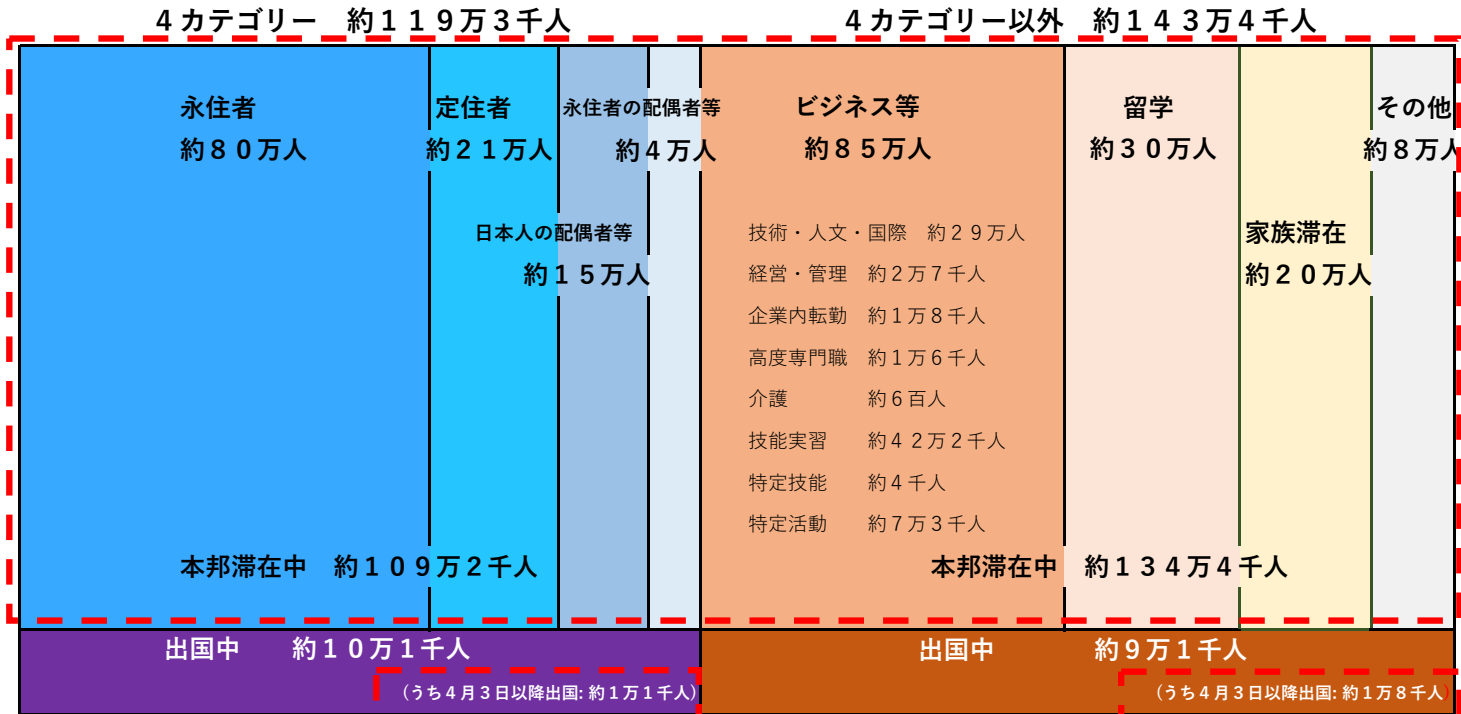 ４カテゴリー　約１１９万３千人
４カテゴリー以外　約１４３万４千人
永住者
約８０万人
定住者
約２１万人
永住者の配偶者等
約４万人
日本人の配偶者等
約１５万人
本邦滞在中　約１０９万２千人
ビジネス等
約８５万人
技術・人文・国際　約２９万人
経営・管理　約２万７千人
企業内転勤　約１万８千人
高度専門職　約１万６千人
介護　　　　約６百人
技能実習　　約４２万２千人
特定技能　　約４千人
特定活動　　約７万３千人
留学
約３０万人
家族滞在
約２０万人
その他
約８万人
本邦滞在中　約１３４万４千人
出国中　　約１０万１千人
（うち４月３日以降出国: 約１万１千人）
出国中　　　　約９万１千人
（うち４月３日以降出国: 約１万８千人）